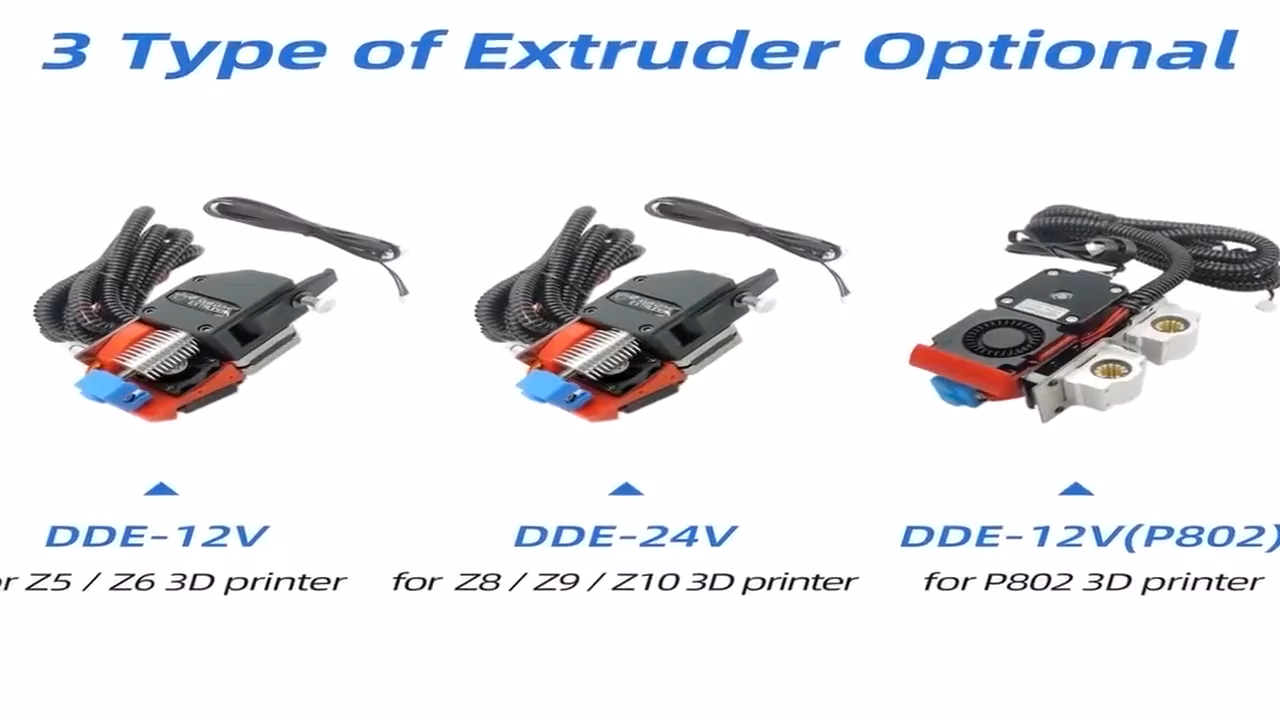 3 Type of Extruder Optional
DDE-12V
DDE-24V
DDE-12V(P802)
r Z5 / Z6 3D printer
for Z8 / Z9 / Z10 3D printer
for P802 3D printer